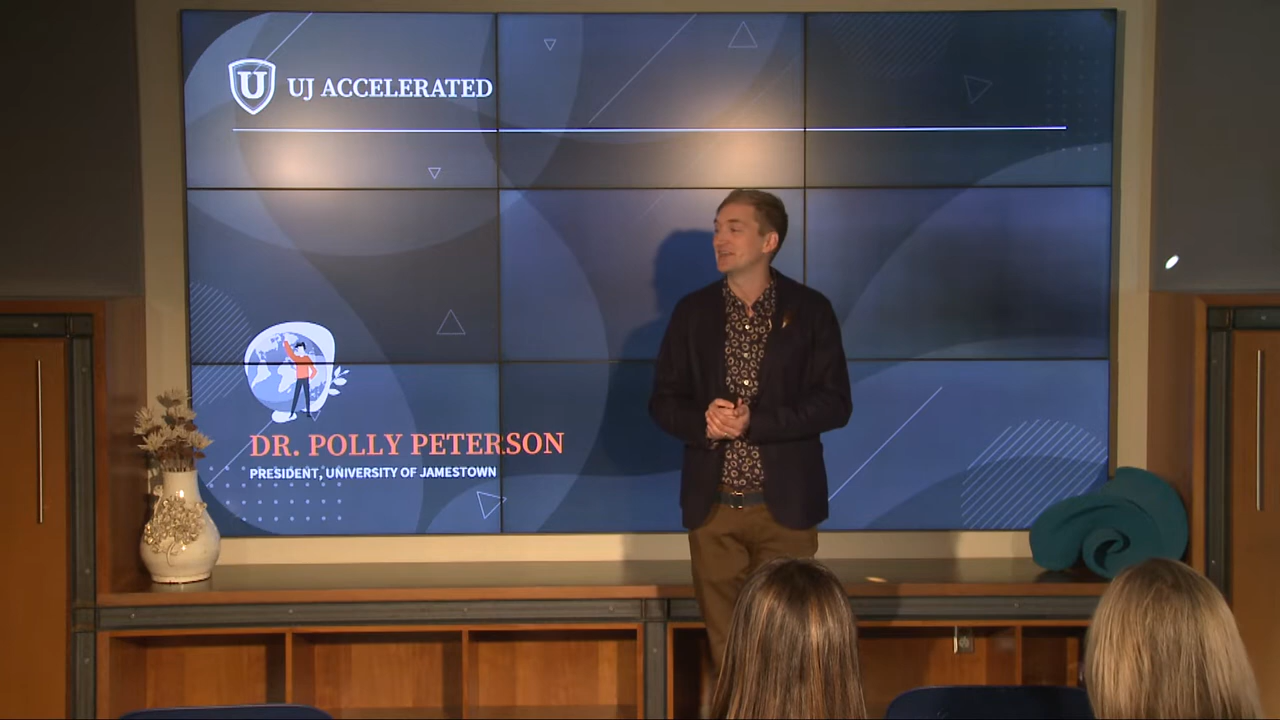 U
UJ ACCELERATED
DR. POLLY PETERSON
PRESIDENT, UNIVERSITY OF JAMESTOWN